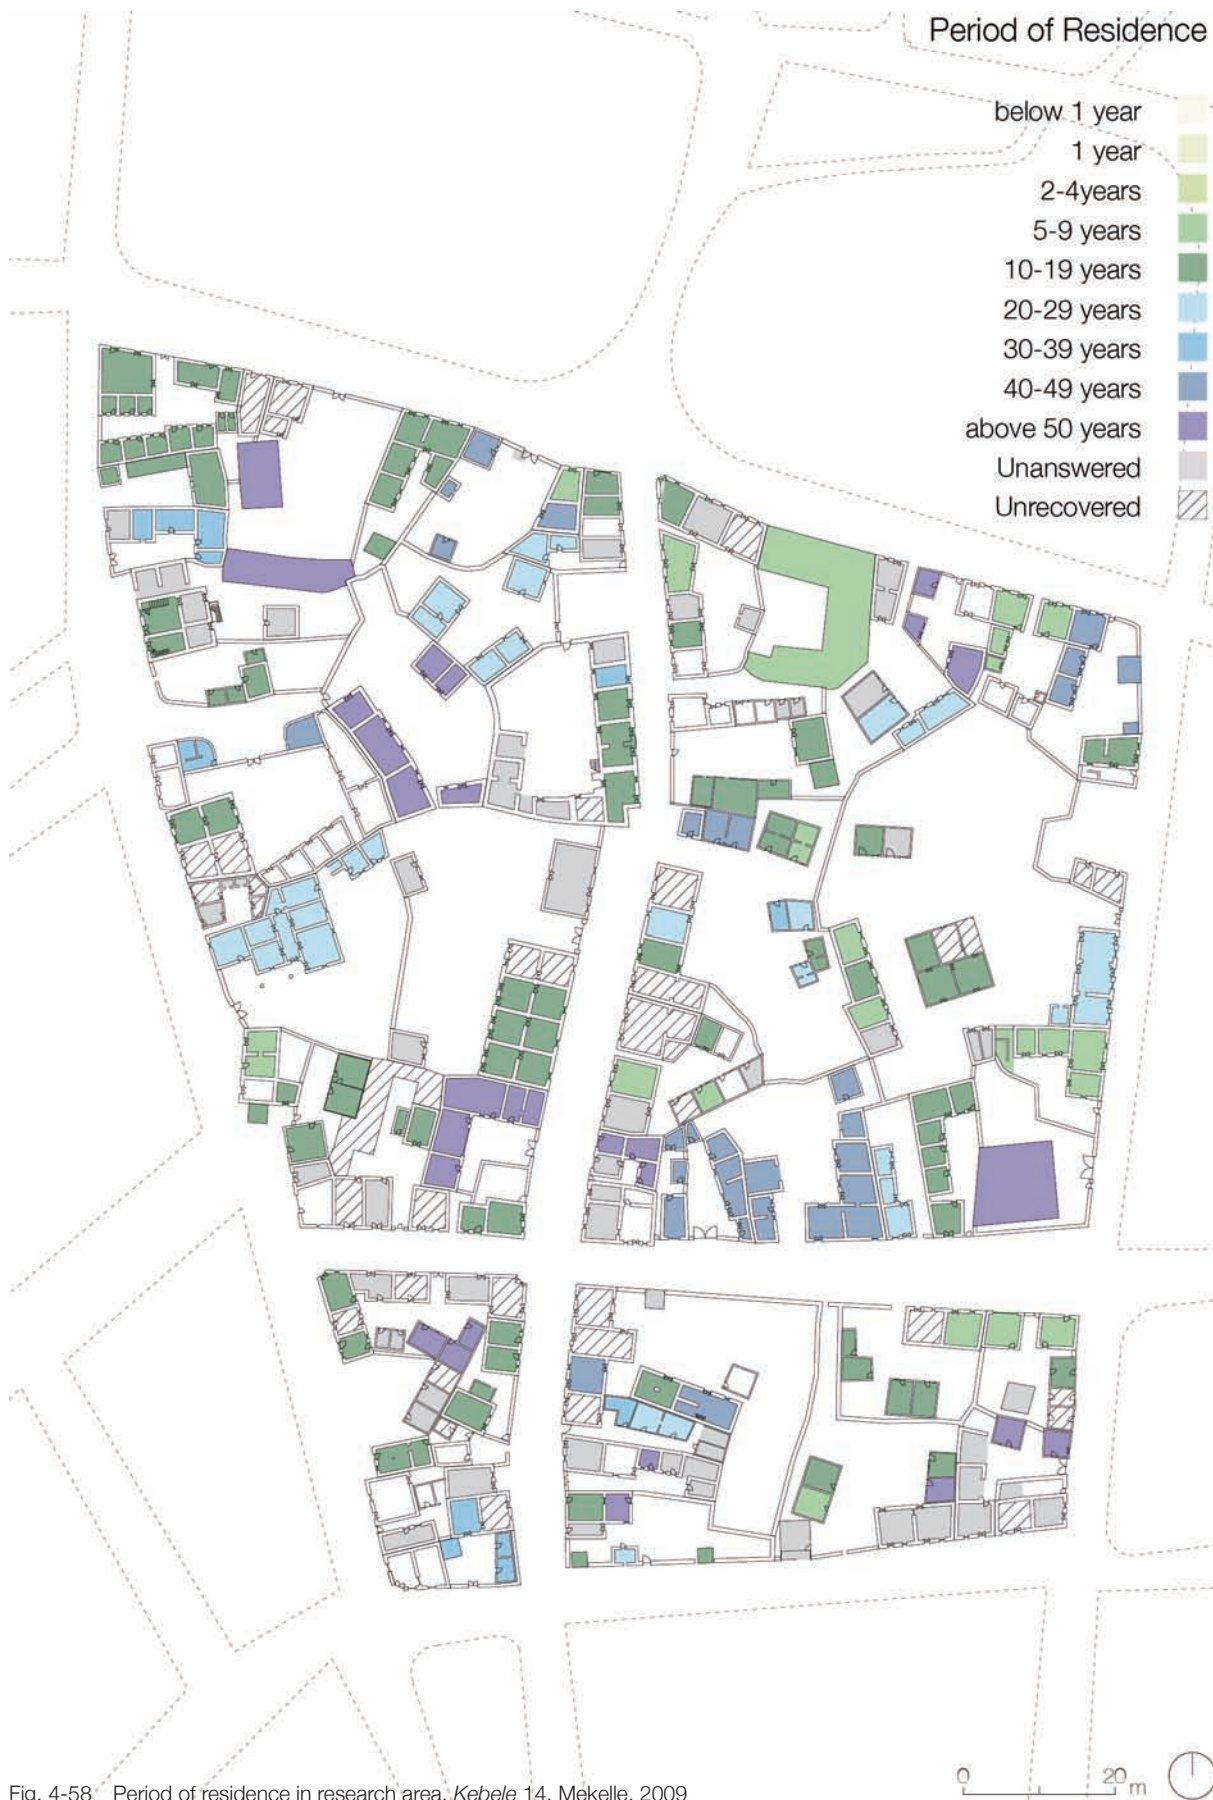 Period of Residence
below 1 year
1 year
2-4years
5-9 years
10-19 years
20-29 years
30-39 years
40-49 years
above 50 years
Unanswered
Unrecovered
0 20 m
Fig. 4-58 Period of residence in research area, Kebele 14, Mekelle, 2009